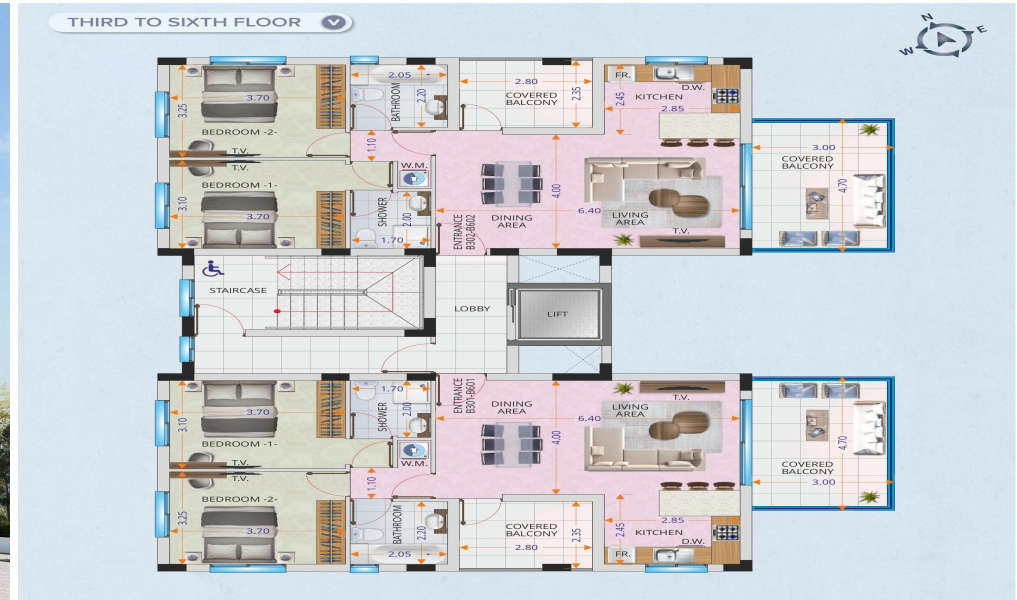 THIRD TO SIXTH FLOOR
N
E
W
2.05
BATHROOM
2.20
2.80
COVERED
BALCONY
2.35
FR.
D.W.
KITCHEN
2.45
2.85
3.25
3.70
BEDROOM -2-
T.V.
1.10
W.M.
T.V.
BEDROOM -1-
3.10
3.70
SHOWER
2.00
1.70
ENTRANCE
B302-B602
DINING
AREA
4.00
6.40
LIVING
AREA
T.V.
3.00
COVERED
BALCONY
4.70
STAIRCASE
LOBBY
LIFT
3.10
3.70
BEDROOM -1-
T.V.
1.70
SHOWER
2.00
W.M.
ENTRANCE
B301-B601
DINING
AREA
4.00
6.40
LIVING
AREA
T.V.
4.70
COVERED
BALCONY
3.00
T.V.
BEDROOM -2-
3.25
3.70
1.10
BATHROOM
2.20
2.05
COVERED
BALCONY
2.80
2.35
2.45
2.85
KITCHEN
D.W.
FR.